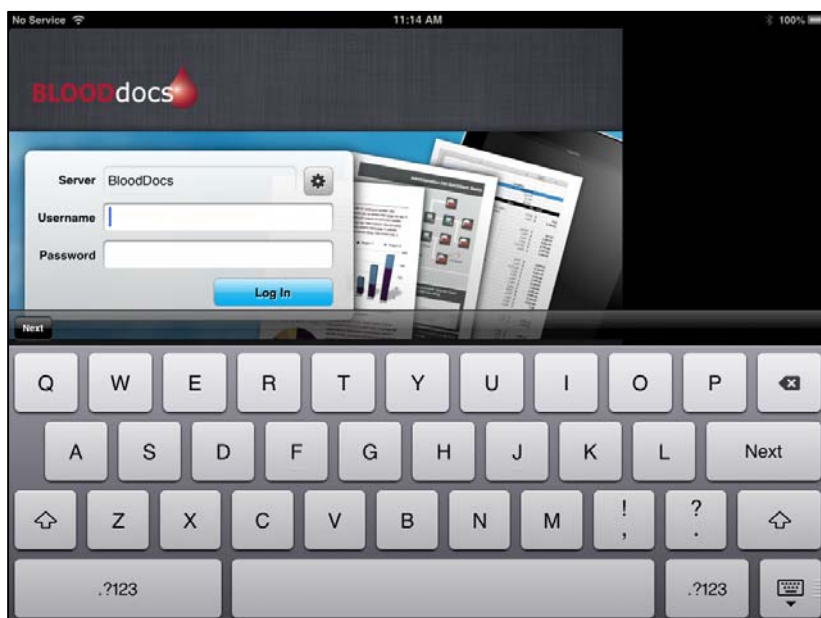 No Service 11:14 AM 100%
BLOODdocs
Server BloodDocs
Username
Password
Log In
Next
Q W E R T Y U I O P
A S D F G H J K L Next
Z X C V B N M ! , ? .
.?123 .?123